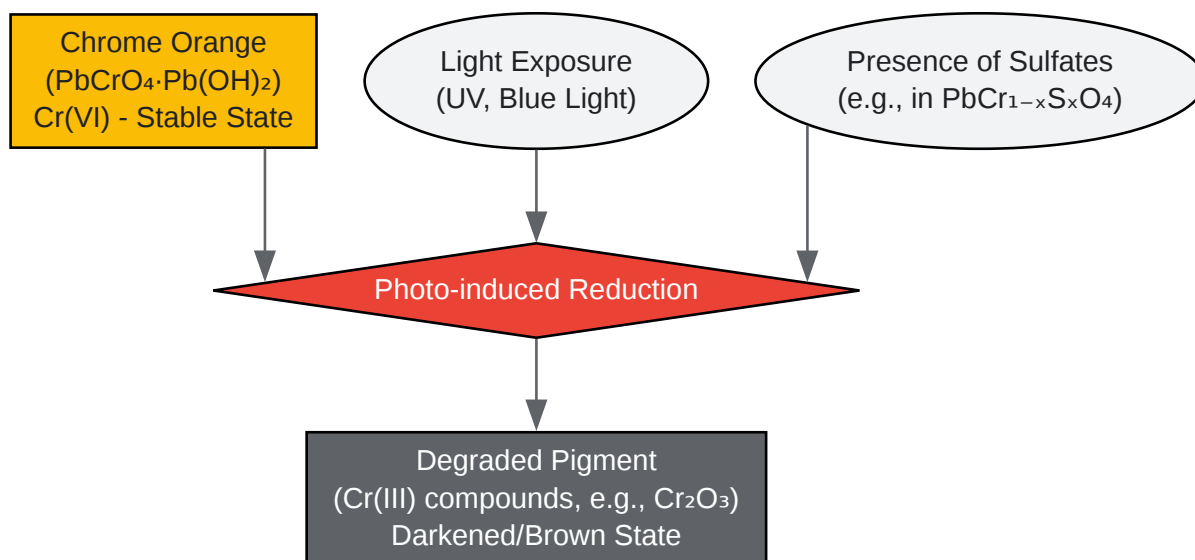 Chrome Orange
(PbCrO₄·Pb(OH)₂)
Cr(VI) - Stable State
Light Exposure
(UV, Blue Light)
Presence of Sulfates
(e.g., in PbCr₁₋ₓSₓO₄)
Photo-induced Reduction
Degraded Pigment
(Cr(III) compounds, e.g., Cr₂O₃)
Darkened/Brown State